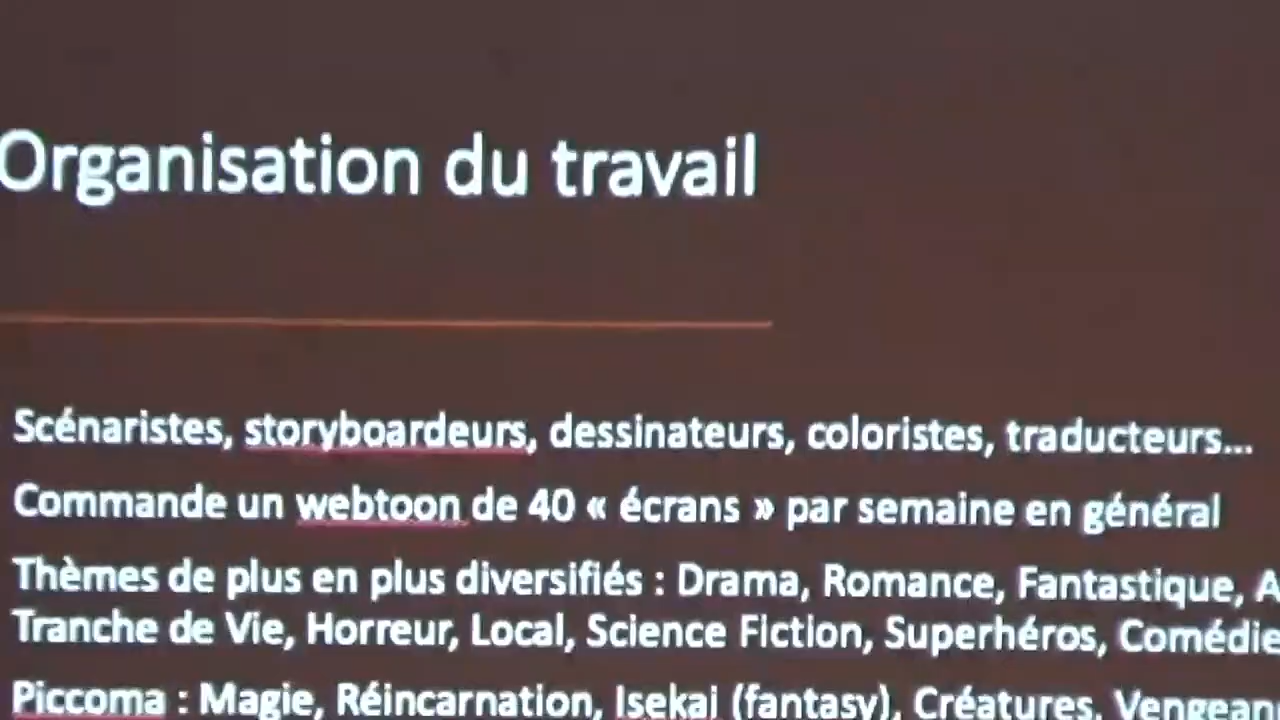 Organisation du travail
Scénaristes, storyboardeurs, dessinateurs, coloristes, traducteurs...
Commande un webtoon de 40 « écrans » par semaine en général
Thèmes de plus en plus diversifiés : Drama, Romance, Fantastique,
Tranche de Vie, Horreur, Local, Science Fiction, Superhéros, Comédie
Piccoma : Magie, Réincarnation, Isekai (fantasy), Créatures,